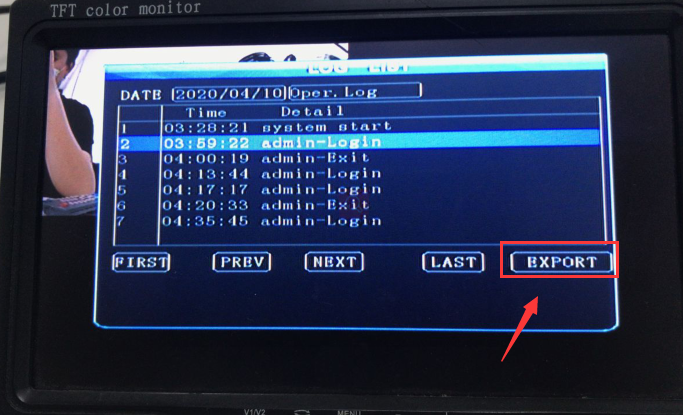 TFT color monitor
LOG LIST
DATE 2020/04/10 Oper.Log
Time Detail
1 03:28:21 system start
2 03:59:22 admin-Login
3 04:00:19 admin-Exit
4 04:13:44 admin-Login
5 04:17:17 admin-Login
6 04:20:33 admin-Exit
7 04:35:45 admin-Login
FIRST PREV NEXT LAST EXPORT
V1/V2 MENU